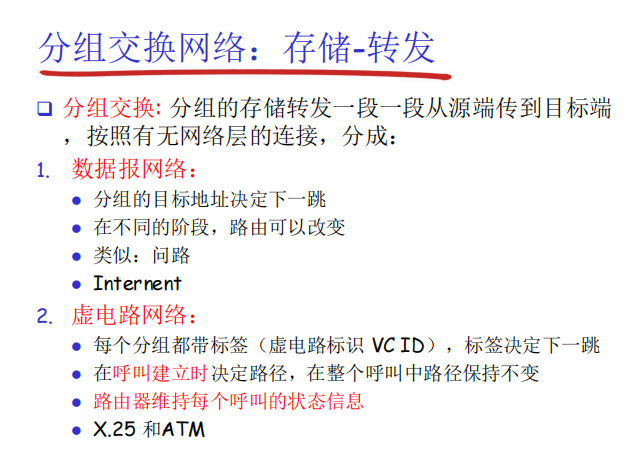 分组交换网络：存储-转发
分组交换: 分组的存储转发一段一段从源端传到目标端
，按照有无网络层的连接，分成：
1. 数据报网络：
分组的目标地址决定下一跳
在不同的阶段，路由可以改变
类似：问路
Internent
2. 虚电路网络：
每个分组都带标签（虚电路标识 VC ID），标签决定下一跳
在呼叫建立时决定路径，在整个呼叫中路径保持不变
路由器维持每个呼叫的状态信息
X.25 和ATM